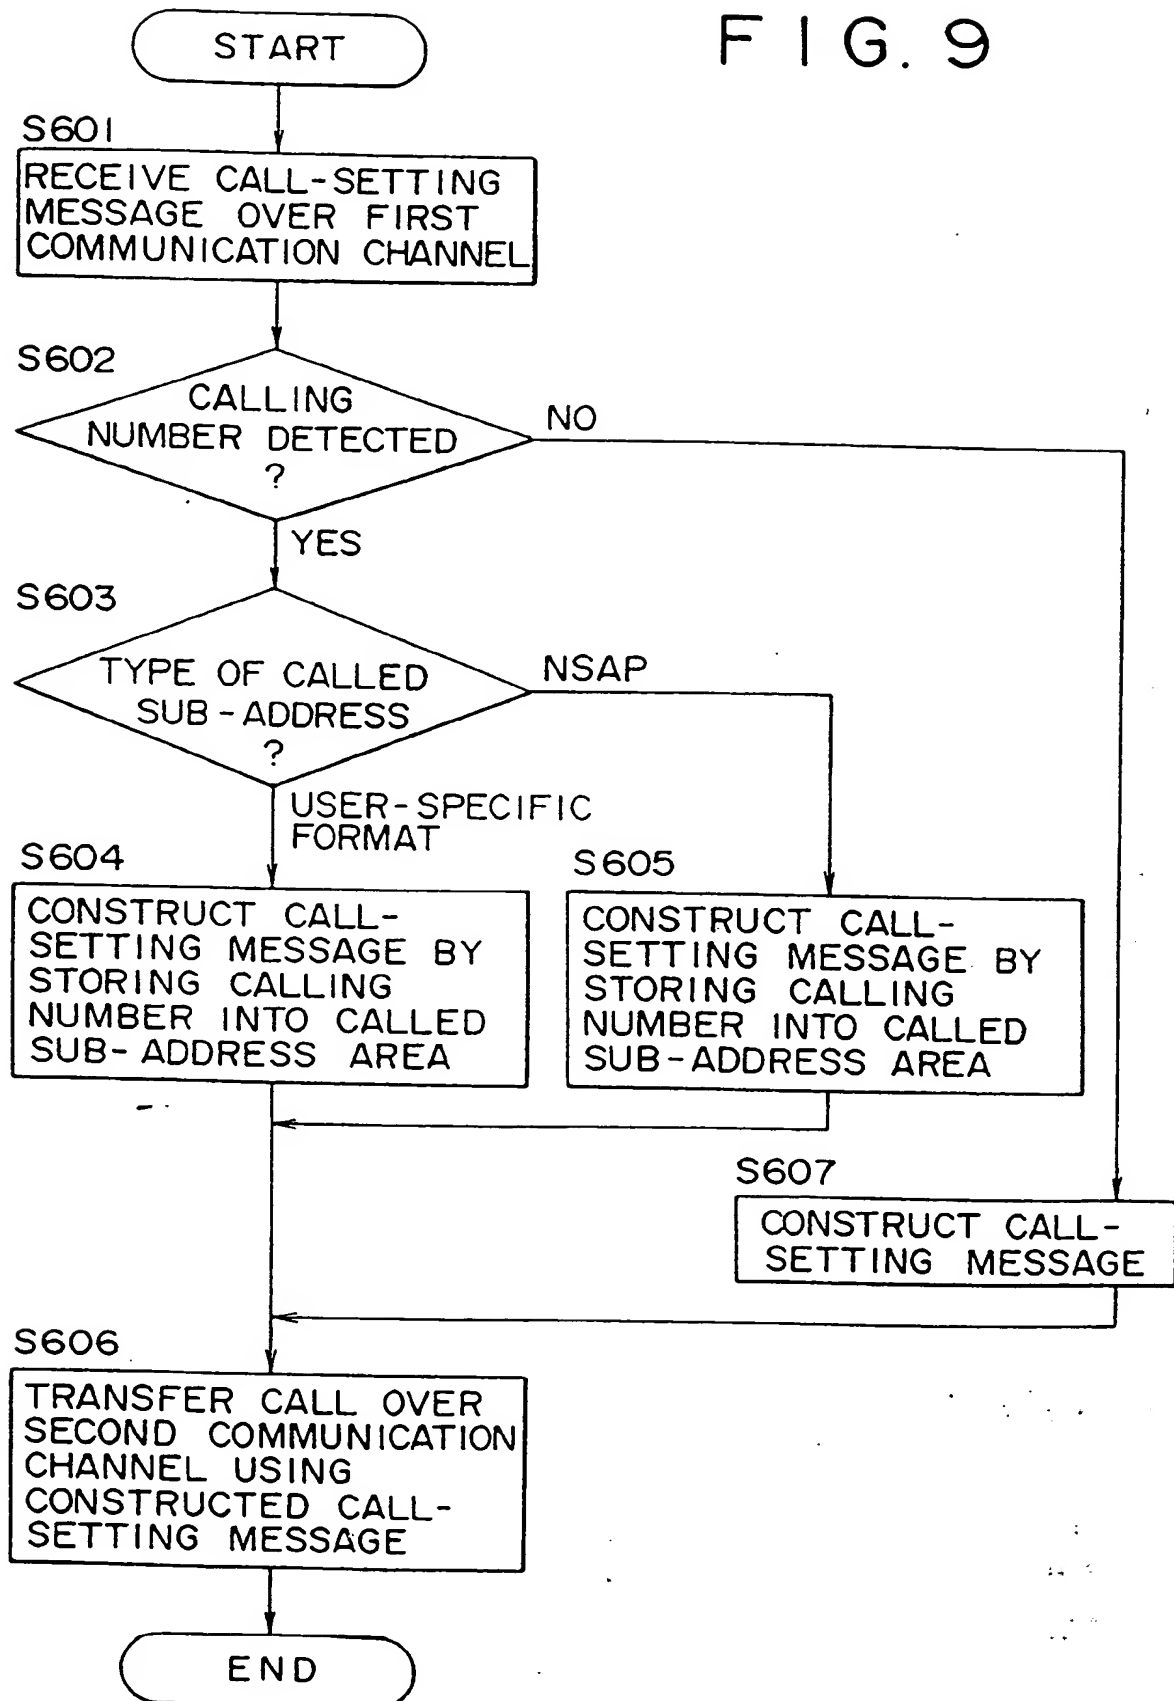 FIG. 9
START
S601
RECEIVE CALL-SETTING
MESSAGE OVER FIRST
COMMUNICATION CHANNEL
S602
CALLING
NUMBER DETECTED
?
NO
YES
S603
TYPE OF CALLED
SUB-ADDRESS
?
NSAP
USER-SPECIFIC
FORMAT
S604
CONSTRUCT CALL-
SETTING MESSAGE BY
STORING CALLING
NUMBER INTO CALLED
SUB-ADDRESS AREA
S605
CONSTRUCT CALL-
SETTING MESSAGE BY
STORING CALLING
NUMBER INTO CALLED
SUB-ADDRESS AREA
S607
CONSTRUCT CALL-
SETTING MESSAGE
S606
TRANSFER CALL OVER
SECOND COMMUNICATION
CHANNEL USING
CONSTRUCTED CALL-
SETTING MESSAGE
END